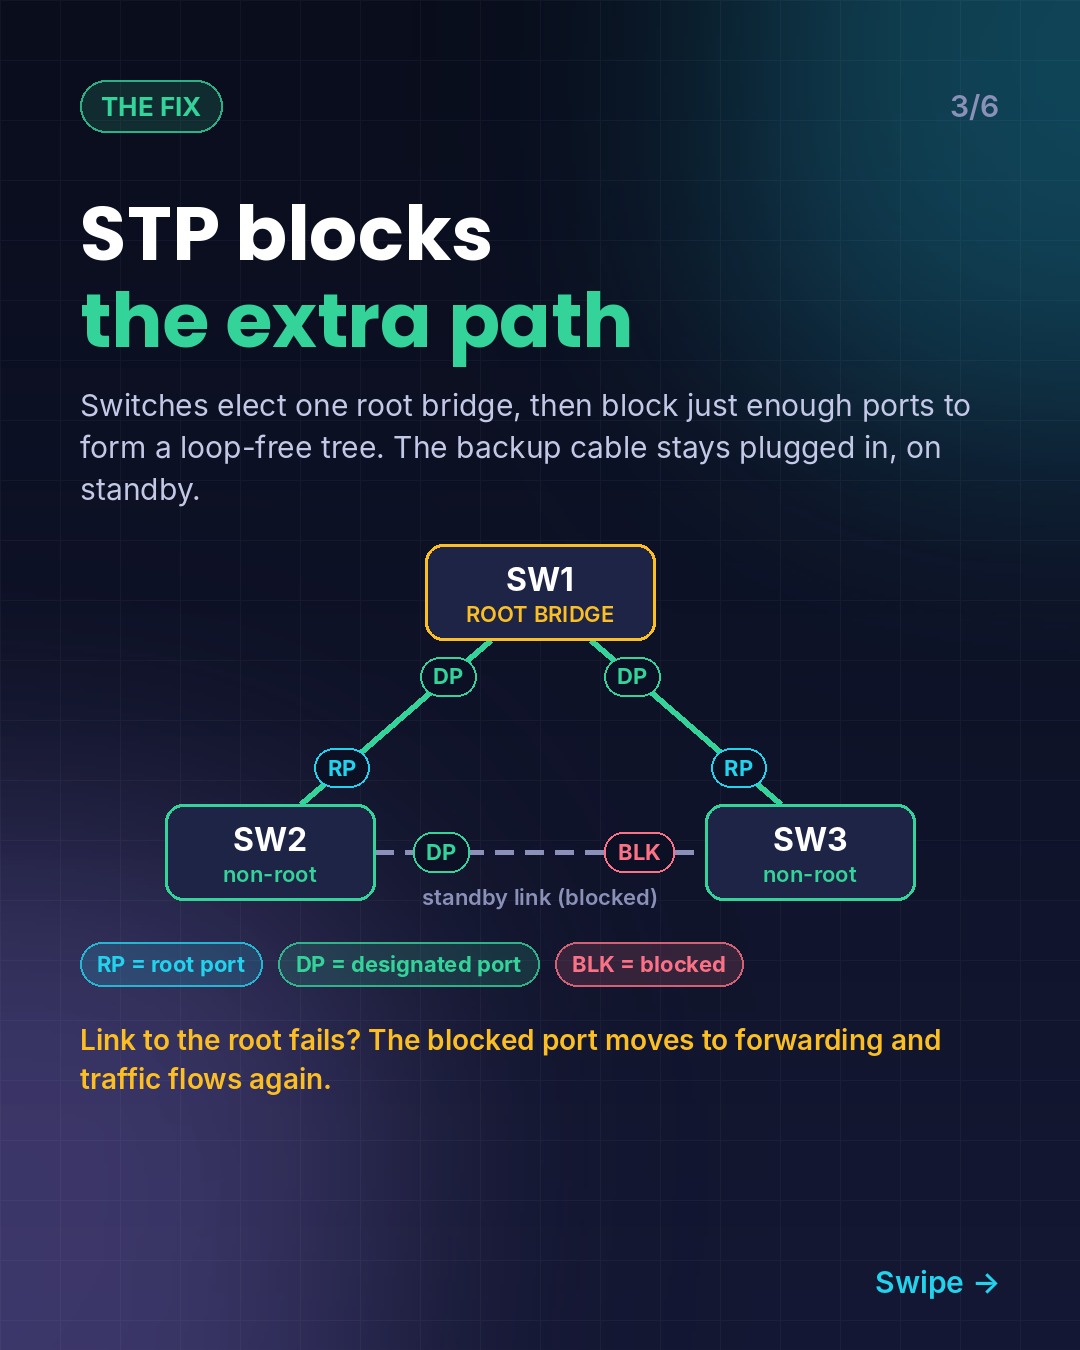 THE FIX
3/6
STP blocks
the extra path
Switches elect one root bridge, then block just enough ports to
form a loop-free tree. The backup cable stays plugged in, on
standby.
SW1
ROOT BRIDGE
DP
DP
RP
RP
SW2
non-root
DP
BLK
SW3
non-root
standby link (blocked)
RP = root port
DP = designated port
BLK = blocked
Link to the root fails? The blocked port moves to forwarding and
traffic flows again.
Swipe →